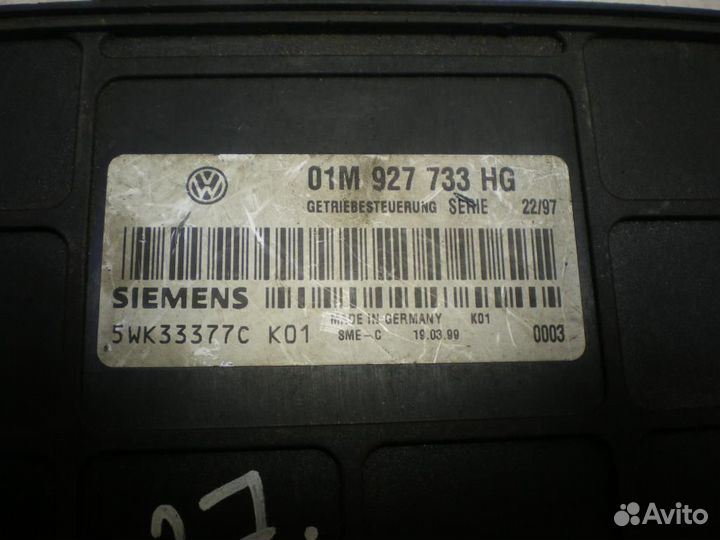 01M 927 733 HG
GETRIEBESTEUERUNG SERIE 22/97
SIEMENS
MADE IN GERMANY K01
5WK33377C K01 SME-C 19.03.99 0003
27.
Avito